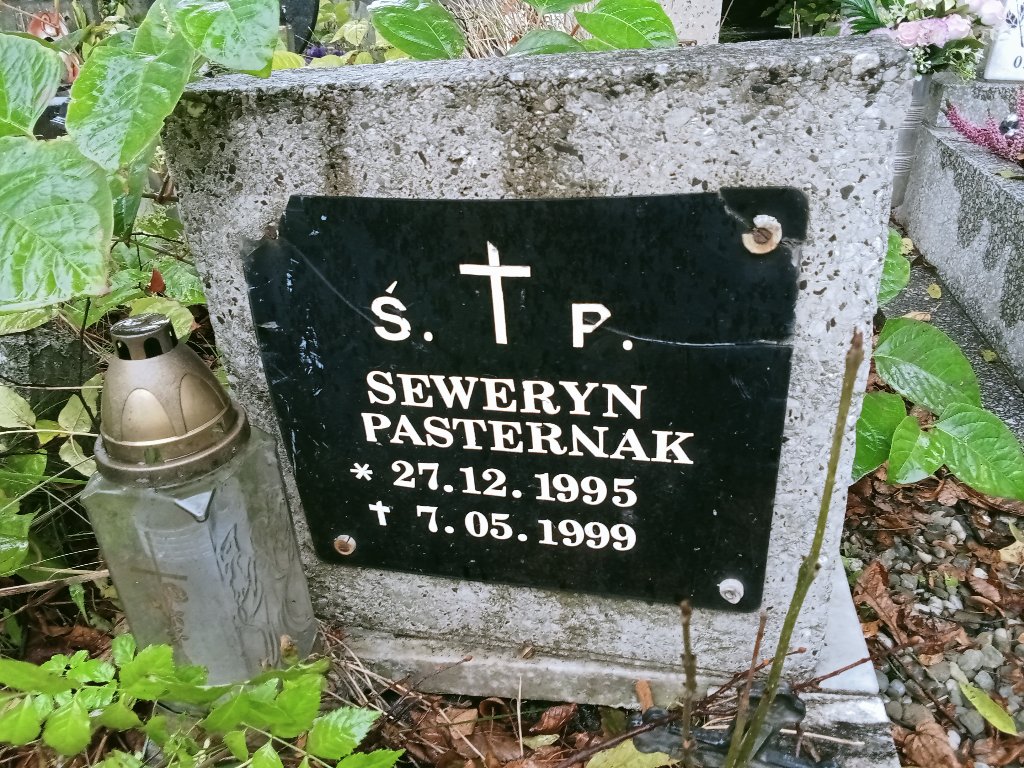 Ś. P.
SEWERYN
PASTERNAK
* 27.12.1995
† 7.05.1999